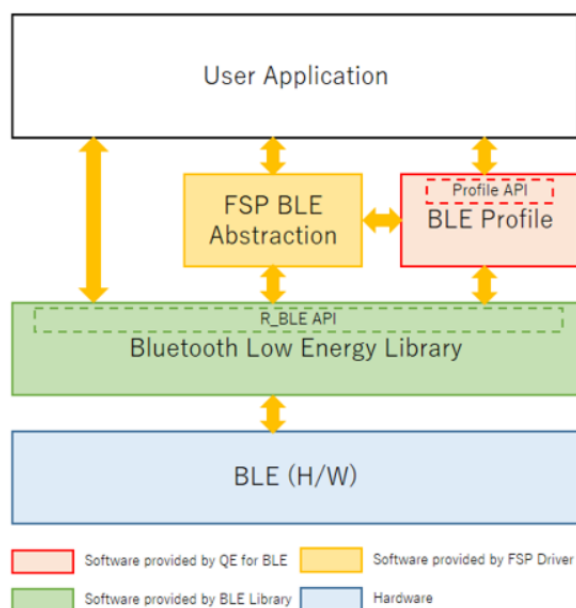 User Application
FSP BLE
Abstraction
Profile API
BLE Profile
R_BLE API
Bluetooth Low Energy Library
BLE (H/W)
Software provided by QE for BLE
Software provided by FSP Driver
Software provided by BLE Library
Hardware